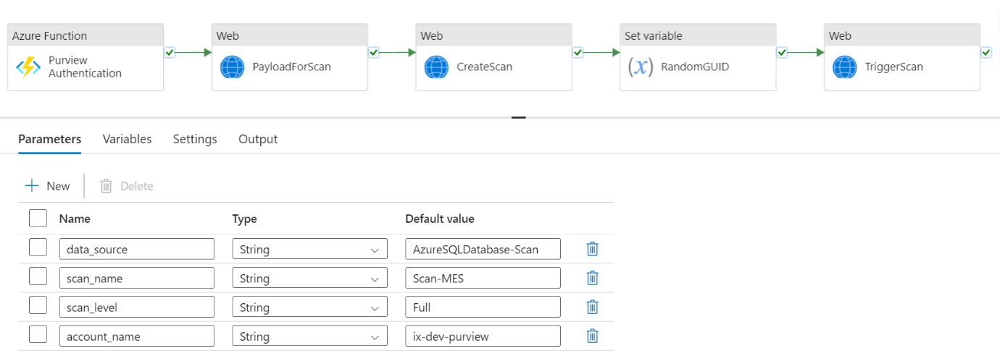 Azure Function
Purview
Authentication
Web
PayloadForScan
Web
CreateScan
Set variable
(x) RandomGUID
Web
TriggerScan
Parameters Variables Settings Output
New Delete
Name Type Default value
data_source String AzureSQLDatabase-Scan
scan_name String Scan-MES
scan_level String Full
account_name String ix-dev-purview